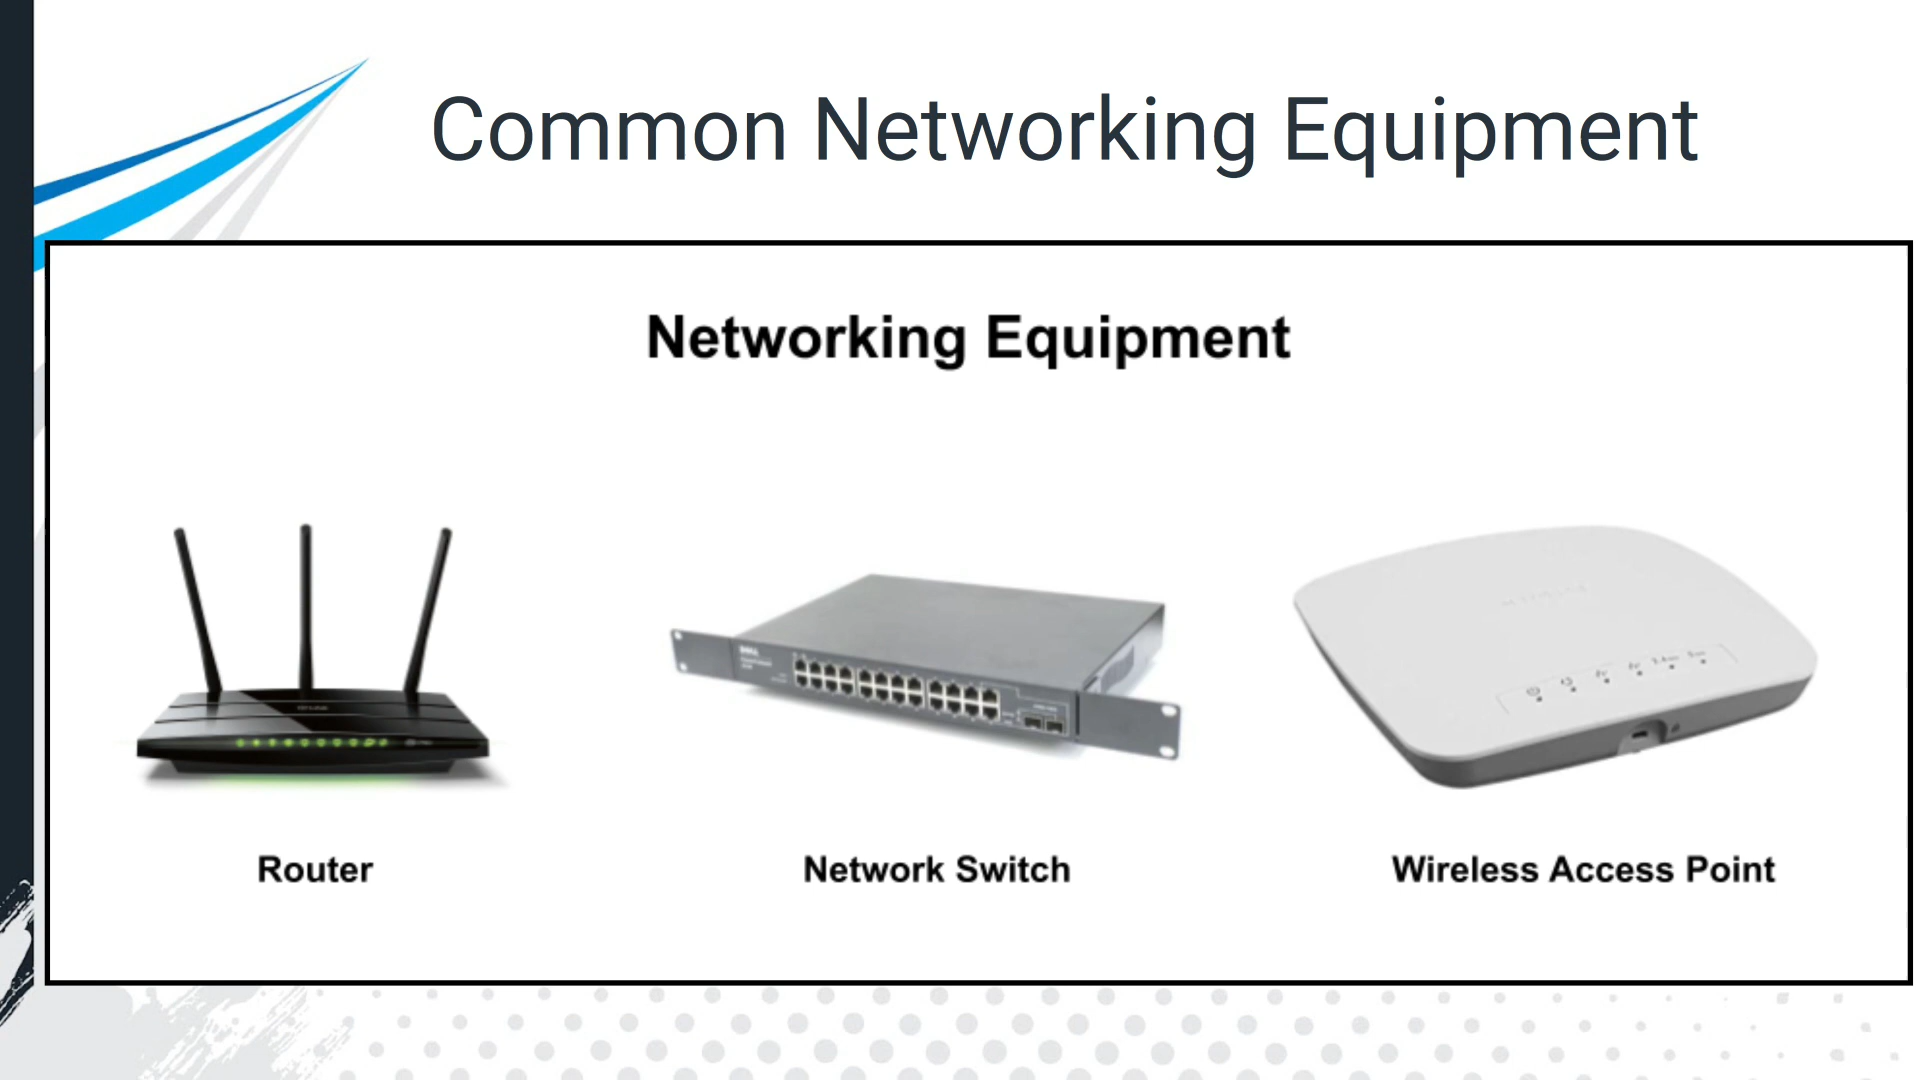 Common Networking Equipment
Networking Equipment
Router
Network Switch
Wireless Access Point